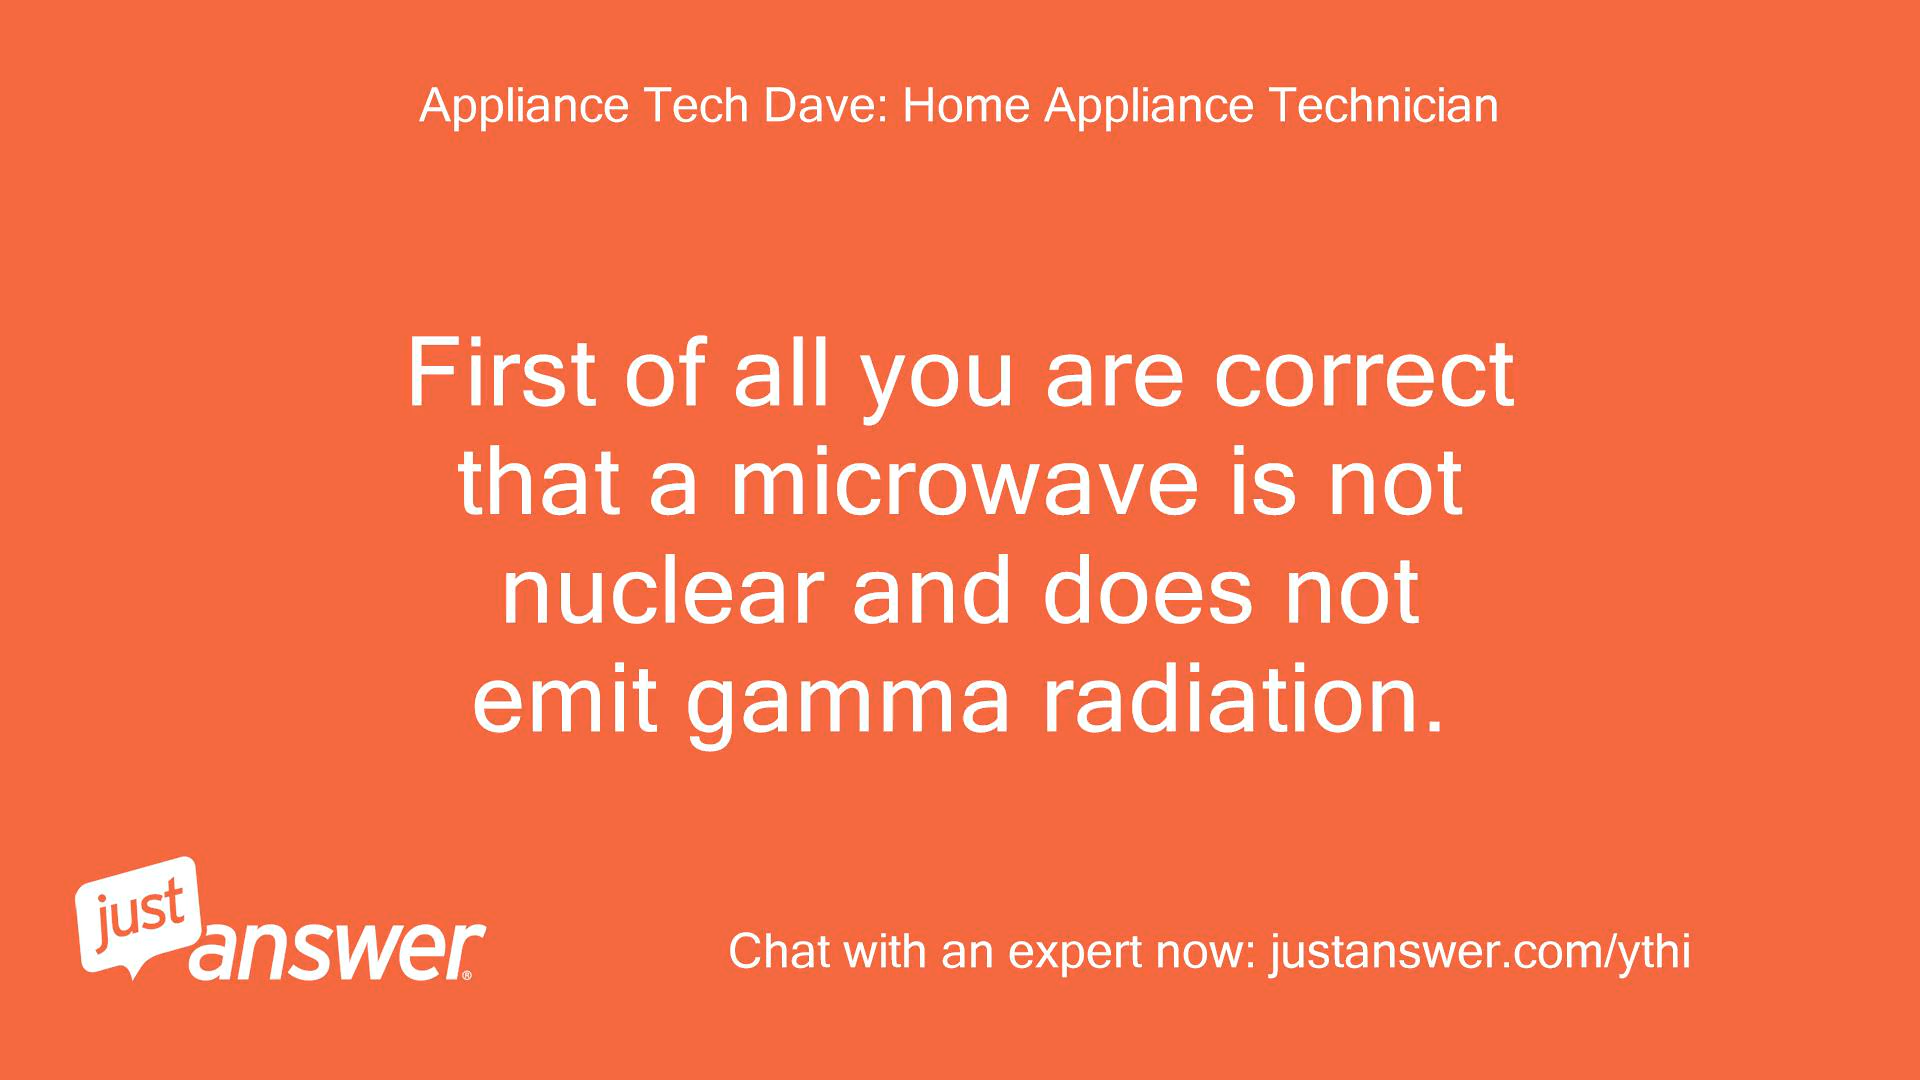 Appliance Tech Dave: Home Appliance Technician
First of all you are correct
that a microwave is not
nuclear and does not
emit gamma radiation.
just
answer®
Chat with an expert now: justanswer.com/ythi